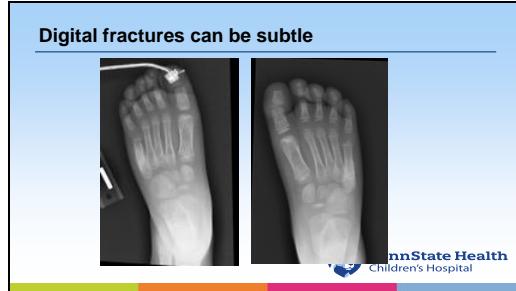 Digital fractures can be subtle
nnState Health
Children's Hospital